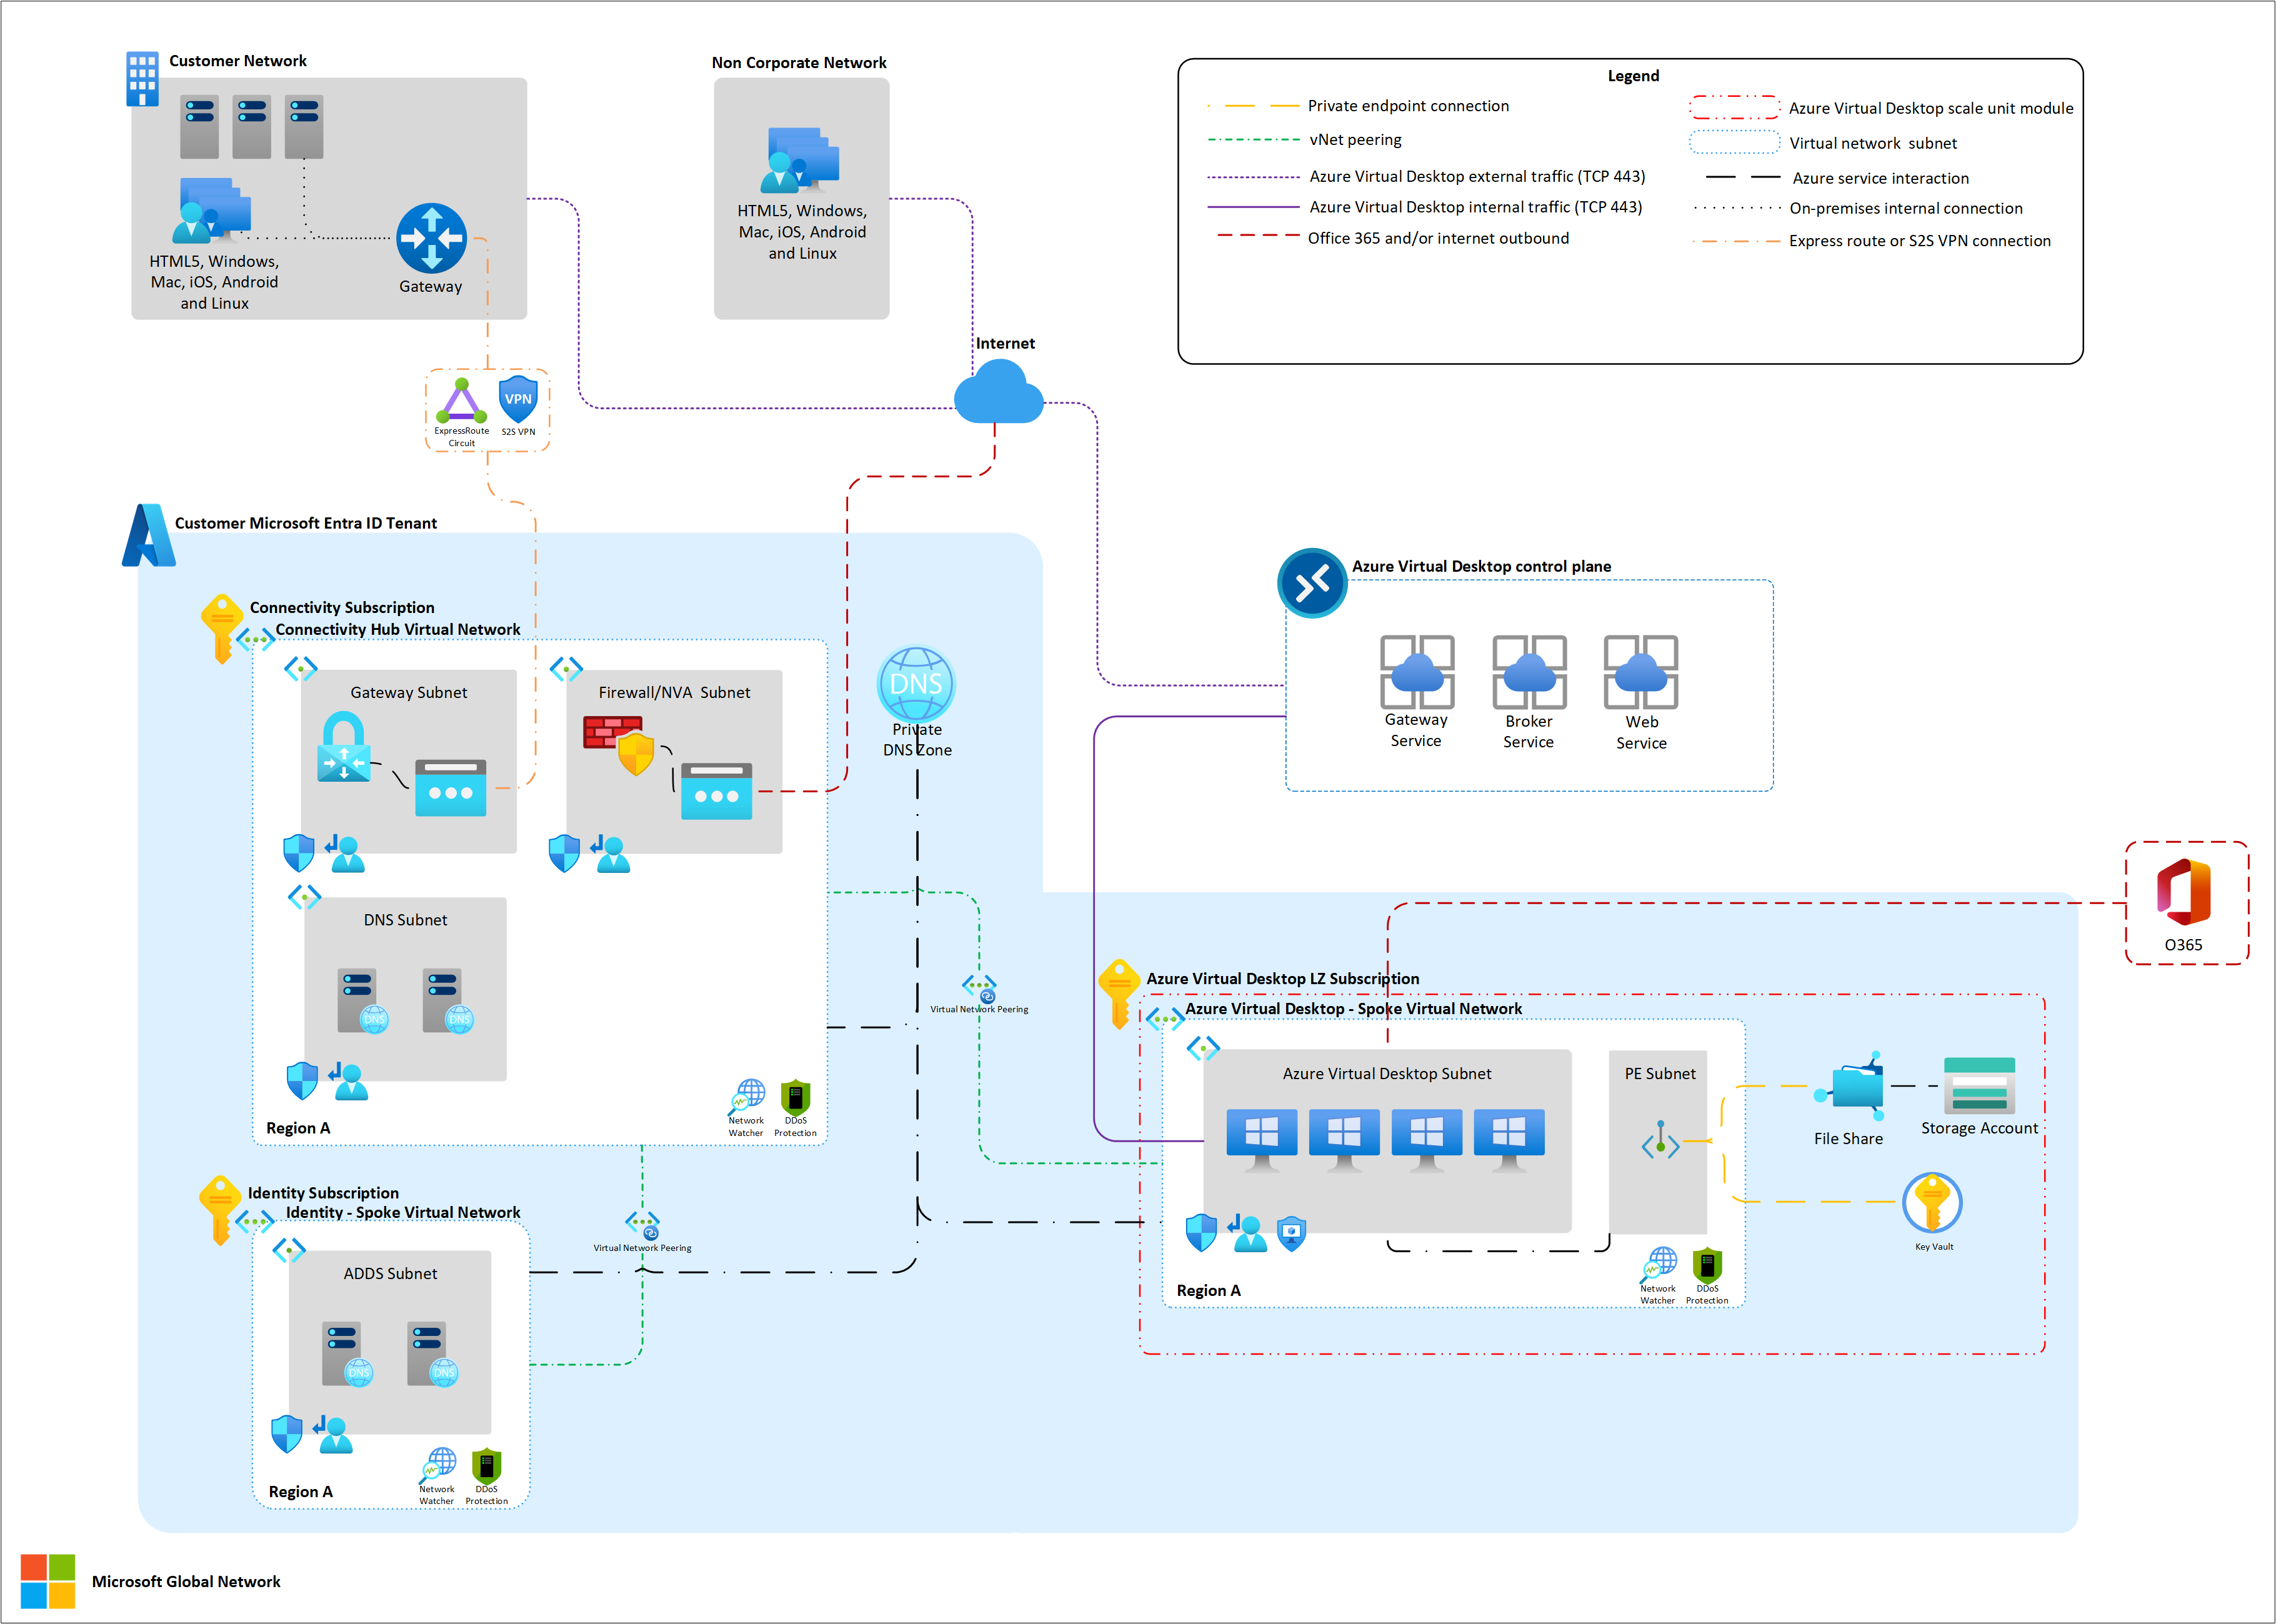 Customer Network
HTML5, Windows,
Mac, iOS, Android
and Linux
Gateway
Non Corporate Network
HTML5, Windows,
Mac, iOS, Android
and Linux
Legend
Private endpoint connection
vNet peering
Azure Virtual Desktop external traffic (TCP 443)
Azure Virtual Desktop internal traffic (TCP 443)
Office 365 and/or internet outbound
Azure Virtual Desktop scale unit module
Virtual network subnet
Azure service interaction
On-premises internal connection
Express route or S2S VPN connection
Internet
VPN
ExpressRoute
Circuit
S2S VPN
Customer Microsoft Entra ID Tenant
Connectivity Subscription
Connectivity Hub Virtual Network
Gateway Subnet
Firewall/NVA Subnet
DNS
Private
DNS Zone
DNS Subnet
DNS
DNS
Region A
Network
Watcher
DDoS
Protection
Azure Virtual Desktop control plane
Gateway
Service
Broker
Service
Web
Service
O365
Virtual Network Peering
Identity Subscription
Identity - Spoke Virtual Network
ADDS Subnet
DNS
DNS
Region A
Network
Watcher
DDoS
Protection
Virtual Network Peering
Azure Virtual Desktop LZ Subscription
Azure Virtual Desktop - Spoke Virtual Network
Azure Virtual Desktop Subnet
PE Subnet
Region A
Network
Watcher
DDoS
Protection
File Share
Storage Account
Key Vault
Microsoft Global Network